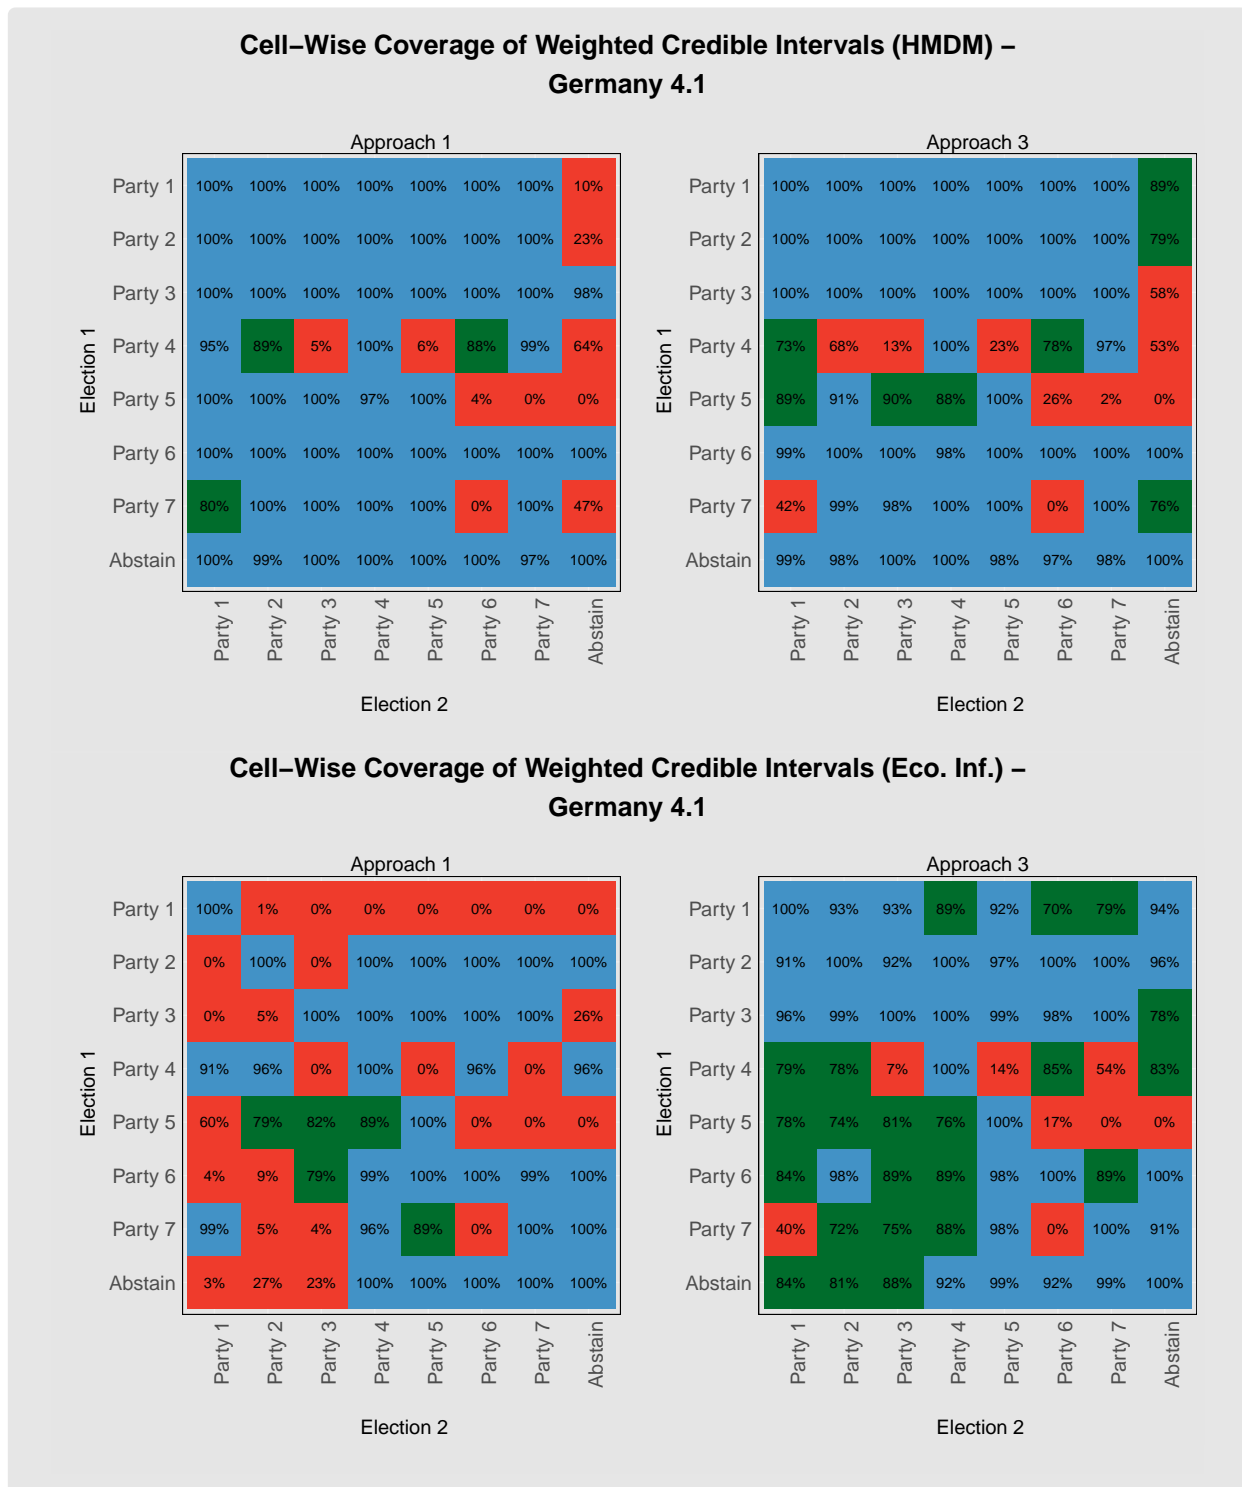 Cell−Wise Coverage of Weighted Credible Intervals (HMDM) −
Germany 4.1
Approach 1
Party 1 100% 100% 100% 100% 100% 100% 100% 10%
Party 2 100% 100% 100% 100% 100% 100% 100% 23%
Party 3 100% 100% 100% 100% 100% 100% 100% 98%
Party 4 95% 89% 5% 100% 6% 88% 99% 64%
Party 5 100% 100% 100% 97% 100% 4% 0% 0%
Party 6 100% 100% 100% 100% 100% 100% 100% 100%
Party 7 80% 100% 100% 100% 100% 0% 100% 47%
Abstain 100% 99% 100% 100% 100% 100% 97% 100%
Party 1 Party 2 Party 3 Party 4 Party 5 Party 6 Party 7 Abstain
Election 1
Election 2
Approach 3
Party 1 100% 100% 100% 100% 100% 100% 100% 89%
Party 2 100% 100% 100% 100% 100% 100% 100% 79%
Party 3 100% 100% 100% 100% 100% 100% 100% 58%
Party 4 73% 68% 13% 100% 23% 78% 97% 53%
Party 5 89% 91% 90% 88% 100% 26% 2% 0%
Party 6 99% 100% 100% 98% 100% 100% 100% 100%
Party 7 42% 99% 98% 100% 100% 0% 100% 76%
Abstain 99% 98% 100% 100% 98% 97% 98% 100%
Party 1 Party 2 Party 3 Party 4 Party 5 Party 6 Party 7 Abstain
Election 1
Election 2
Cell−Wise Coverage of Weighted Credible Intervals (Eco. Inf.) −
Germany 4.1
Approach 1
Party 1 100% 1% 0% 0% 0% 0% 0% 0%
Party 2 0% 100% 0% 100% 100% 100% 100% 100%
Party 3 0% 5% 100% 100% 100% 100% 100% 26%
Party 4 91% 96% 0% 100% 0% 96% 0% 96%
Party 5 60% 79% 82% 89% 100% 0% 0% 0%
Party 6 4% 9% 79% 99% 100% 100% 99% 100%
Party 7 99% 5% 4% 96% 89% 0% 100% 100%
Abstain 3% 27% 23% 100% 100% 100% 100% 100%
Party 1 Party 2 Party 3 Party 4 Party 5 Party 6 Party 7 Abstain
Election 1
Election 2
Approach 3
Party 1 100% 93% 93% 89% 92% 70% 79% 94%
Party 2 91% 100% 92% 100% 97% 100% 100% 96%
Party 3 96% 99% 100% 100% 99% 98% 100% 78%
Party 4 79% 78% 7% 100% 14% 85% 54% 83%
Party 5 78% 74% 81% 76% 100% 17% 0% 0%
Party 6 84% 98% 89% 89% 98% 100% 89% 100%
Party 7 40% 72% 75% 88% 98% 0% 100% 91%
Abstain 84% 81% 88% 92% 99% 92% 99% 100%
Party 1 Party 2 Party 3 Party 4 Party 5 Party 6 Party 7 Abstain
Election 1
Election 2